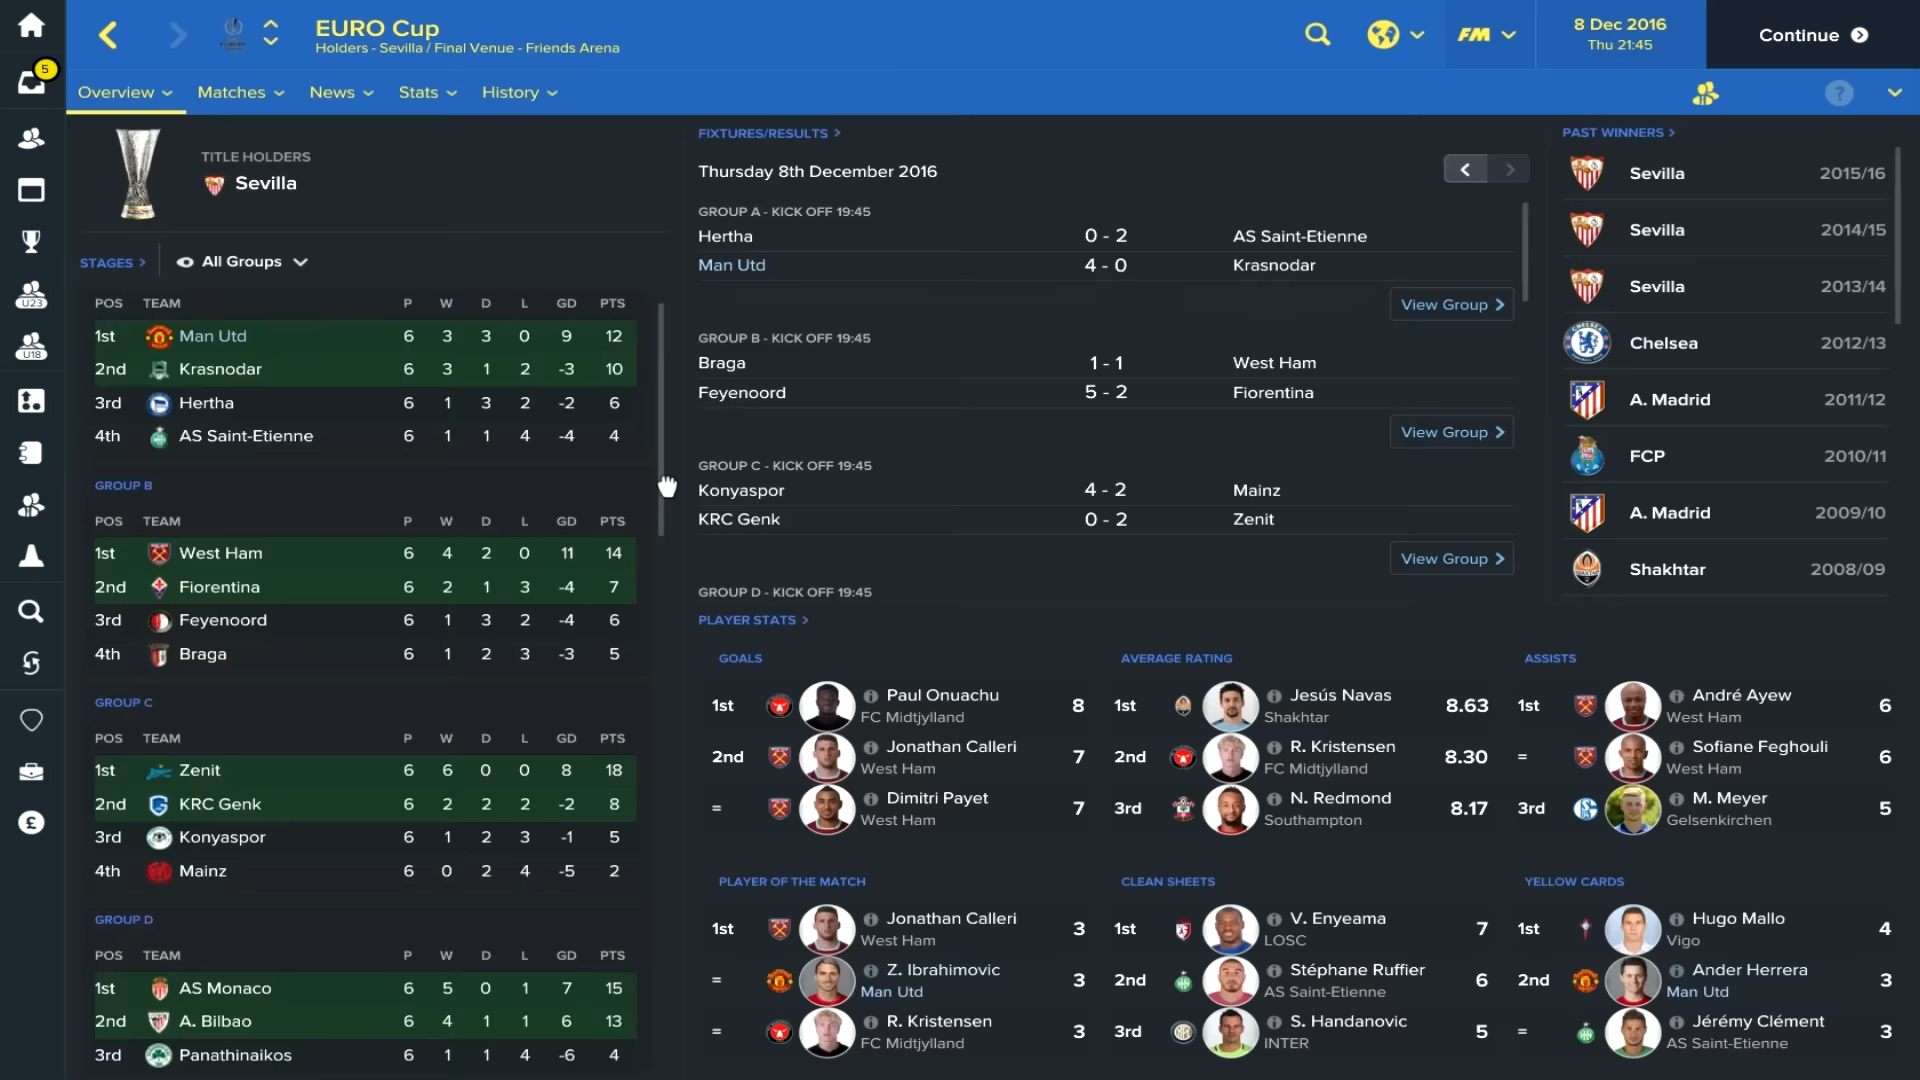 5
EURO Cup
Holders - Sevilla / Final Venue - Friends Arena
FM
8 Dec 2016
Thu 21:45
Continue
Overview Matches News Stats History
?
U23
U18
£
TITLE HOLDERS
Sevilla
STAGES > All Groups
POS TEAM P W D L GD PTS
1st Man Utd 6 3 3 0 9 12
2nd Krasnodar 6 3 1 2 -3 10
3rd Hertha 6 1 3 2 -2 6
4th AS Saint-Etienne 6 1 1 4 -4 4
GROUP B
POS TEAM P W D L GD PTS
1st West Ham 6 4 2 0 11 14
2nd Fiorentina 6 2 1 3 -4 7
3rd Feyenoord 6 1 3 2 -4 6
4th Braga 6 1 2 3 -3 5
GROUP C
POS TEAM P W D L GD PTS
1st Zenit 6 6 0 0 8 18
2nd KRC Genk 6 2 2 2 -2 8
3rd Konyaspor 6 1 2 3 -1 5
4th Mainz 6 0 2 4 -5 2
GROUP D
POS TEAM P W D L GD PTS
1st AS Monaco 6 5 0 1 7 15
2nd A. Bilbao 6 4 1 1 6 13
3rd Panathinaikos 6 1 1 4 -6 4
FIXTURES/RESULTS >
Thursday 8th December 2016
GROUP A - KICK OFF 19:45
Hertha 0 - 2 AS Saint-Etienne
Man Utd 4 - 0 Krasnodar
View Group >
GROUP B - KICK OFF 19:45
Braga 1 - 1 West Ham
Feyenoord 5 - 2 Fiorentina
View Group >
GROUP C - KICK OFF 19:45
Konyaspor 4 - 2 Mainz
KRC Genk 0 - 2 Zenit
View Group >
GROUP D - KICK OFF 19:45
PAST WINNERS >
Sevilla 2015/16
Sevilla 2014/15
Sevilla 2013/14
Chelsea 2012/13
A. Madrid 2011/12
FCP 2010/11
A. Madrid 2009/10
Shakhtar 2008/09
PLAYER STATS >
GOALS
1st Paul Onuachu 8
FC Midtjylland
2nd Jonathan Calleri 7
West Ham
= Dimitri Payet 7
West Ham
AVERAGE RATING
1st Jesús Navas 8.63
Shakhtar
2nd R. Kristensen 8.30
FC Midtjylland
3rd N. Redmond 8.17
Southampton
ASSISTS
1st André Ayew 6
West Ham
= Sofiane Feghouli 6
West Ham
3rd M. Meyer 5
Gelsenkirchen
PLAYER OF THE MATCH
1st Jonathan Calleri 3
West Ham
= Z. Ibrahimovic 3
Man Utd
= R. Kristensen 3
FC Midtjylland
CLEAN SHEETS
1st V. Enyeama 7
LOSC
2nd Stéphane Ruffier 6
AS Saint-Etienne
3rd S. Handanovic 5
INTER
YELLOW CARDS
1st Hugo Mallo 4
Vigo
2nd Ander Herrera 3
Man Utd
= Jérémy Clément 3
AS Saint-Etienne